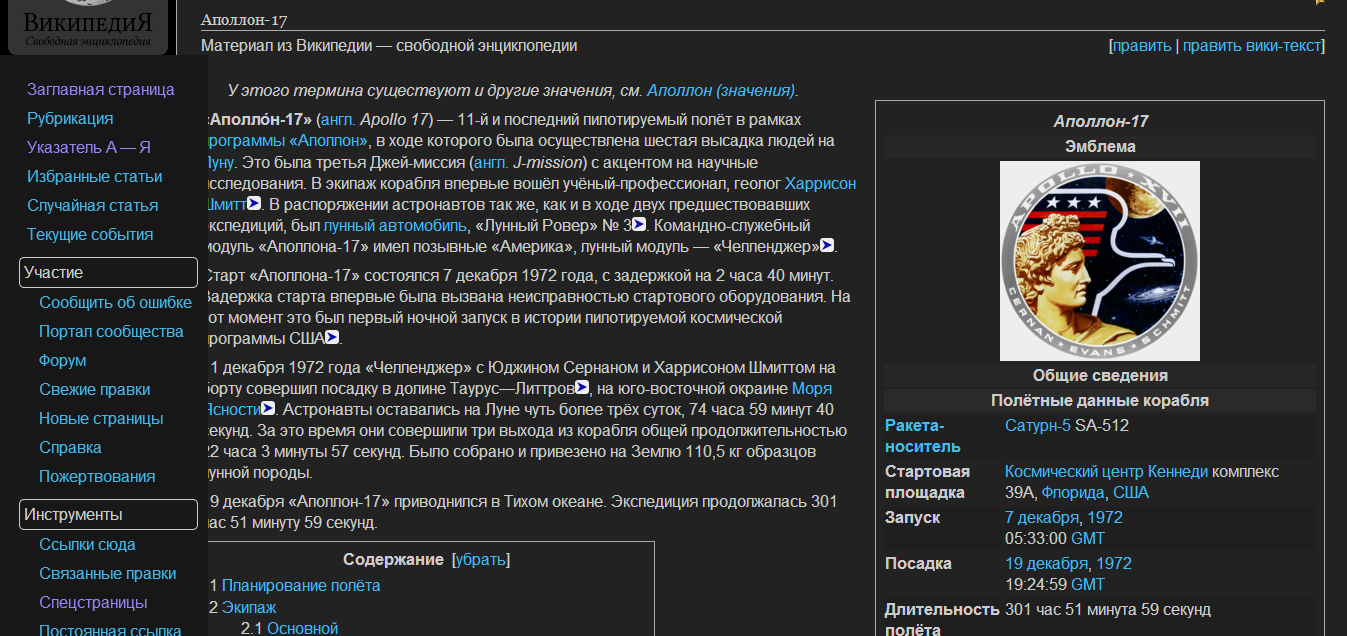 ВИКИПЕДИЯ
Свободная энциклопедия
Заглавная страница
Рубрикация
Указатель А — Я
Избранные статьи
Случайная статья
Текущие события
Участие
Сообщить об ошибке
Портал сообщества
Форум
Свежие правки
Новые страницы
Справка
Пожертвования
Инструменты
Ссылки сюда
Связанные правки
Спецстраницы
Постоянная ссылка
Аполлон-17
Материал из Википедии — свободной энциклопедии
[править | править вики-текст]
У этого термина существуют и другие значения, см. Аполлон (значения).
«Аполло́н-17» (англ. Apollo 17) — 11-й и последний пилотируемый полёт в рамках
программы «Аполлон», в ходе которого была осуществлена шестая высадка людей на
Луну. Это была третья Джей-миссия (англ. J-mission) с акцентом на научные
исследования. В экипаж корабля впервые вошёл учёный-профессионал, геолог Харрисон
Шмитт. В распоряжении астронавтов так же, как и в ходе двух предшествовавших
экспедиций, был лунный автомобиль, «Лунный Ровер» № 3. Командно-служебный
модуль «Аполлона-17» имел позывные «Америка», лунный модуль — «Челленджер».
Старт «Аполлона-17» состоялся 7 декабря 1972 года, с задержкой на 2 часа 40 минут.
Задержка старта впервые была вызвана неисправностью стартового оборудования. На
тот момент это был первый ночной запуск в истории пилотируемой космической
программы США.
1 декабря 1972 года «Челленджер» с Юджином Сернаном и Харрисоном Шмиттом на
борту совершил посадку в долине Таурус—Литтров, на юго-восточной окраине Моря
Ясности. Астронавты оставались на Луне чуть более трёх суток, 74 часа 59 минут 40
секунд. За это время они совершили три выхода из корабля общей продолжительностью
22 часа 3 минуты 57 секунд. Было собрано и привезено на Землю 110,5 кг образцов
лунной породы.
9 декабря «Аполлон-17» приводнился в Тихом океане. Экспедиция продолжалась 301
час 51 минуту 59 секунд.
Содержание [убрать]
1 Планирование полёта
2 Экипаж
2.1 Основной
Аполлон-17
Эмблема
APOLLO XVII
CERNAN EVANS SCHMITT
Общие сведения
Полётные данные корабля
Ракета-
носитель
Сатурн-5 SA-512
Стартовая
площадка
Космический центр Кеннеди комплекс
39А, Флорида, США
Запуск
7 декабря, 1972
05:33:00 GMT
Посадка
19 декабря, 1972
19:24:59 GMT
Длительность
полёта
301 час 51 минута 59 секунд